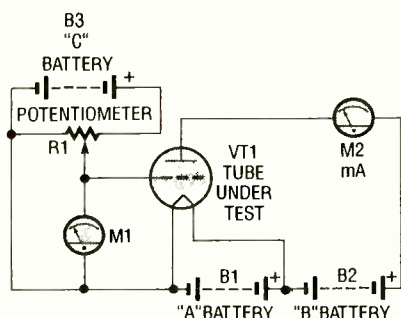 B3
"C"
BATTERY
+
POTENTIOMETER
R1
M1
VT1
TUBE
UNDER
TEST
M2
mA
B1
+
B2
+
"A" BATTERY
"B" BATTERY